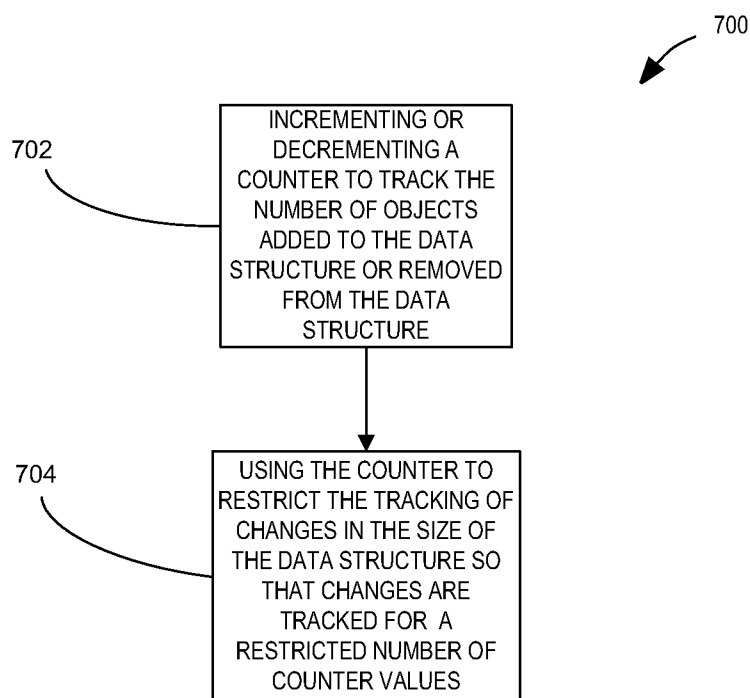 700
702
INCREMENTING OR
DECREMENTING A
COUNTER TO TRACK THE
NUMBER OF OBJECTS
ADDED TO THE DATA
STRUCTURE OR REMOVED
FROM THE DATA
STRUCTURE
704
USING THE COUNTER TO
RESTRICT THE TRACKING OF
CHANGES IN THE SIZE OF
THE DATA STRUCTURE SO
THAT CHANGES ARE
TRACKED FOR A
RESTRICTED NUMBER OF
COUNTER VALUES